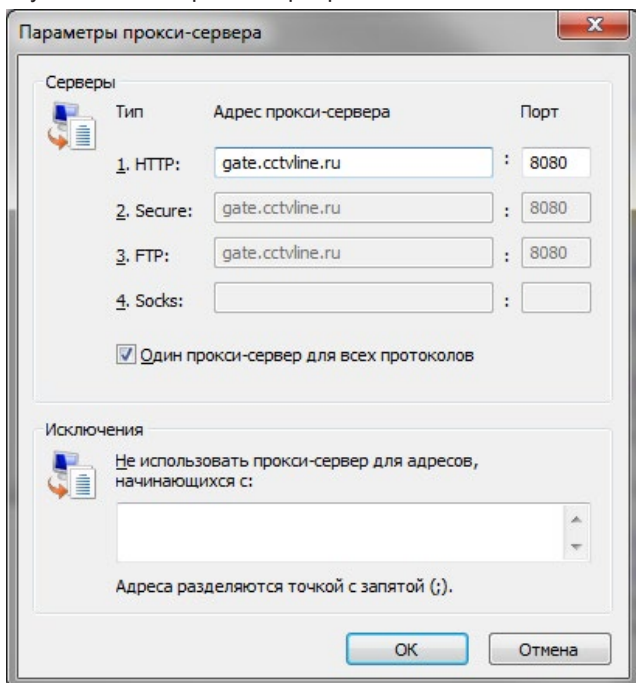 Параметры прокси-сервера
Серверы
Тип Адрес прокси-сервера Порт
1. HTTP: gate.cctvline.ru : 8080
2. Secure: gate.cctvline.ru : 8080
3. FTP: gate.cctvline.ru : 8080
4. Socks: :
Один прокси-сервер для всех протоколов
Исключения
Не использовать прокси-сервер для адресов,
начинающихся с:
Адреса разделяются точкой с запятой (;).
ОК Отмена